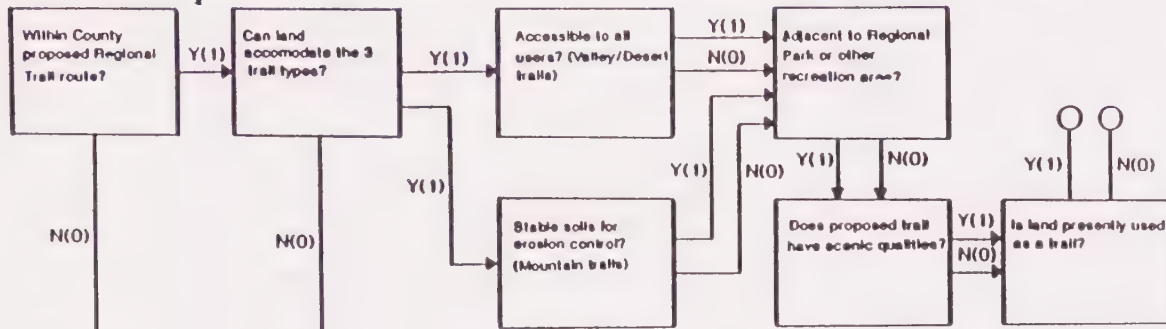 Within County
proposed Regional
Trail route?
Y(1)
N(0)
Can land
accomodate the 3
trail types?
Y(1)
Y(1)
N(0)
Accessible to all
users? (Valley/Desert
trails)
Y(1)
N(0)
Stable soils for
erosion control?
(Mountain trails)
Y(1)
N(0)
Adjacent to Regional
Park or other
recreation area?
Y(1)
N(0)
Does proposed trail
have scenic qualities?
Y(1)
N(0)
Is land presently used
as a trail?
Y(1)
N(0)